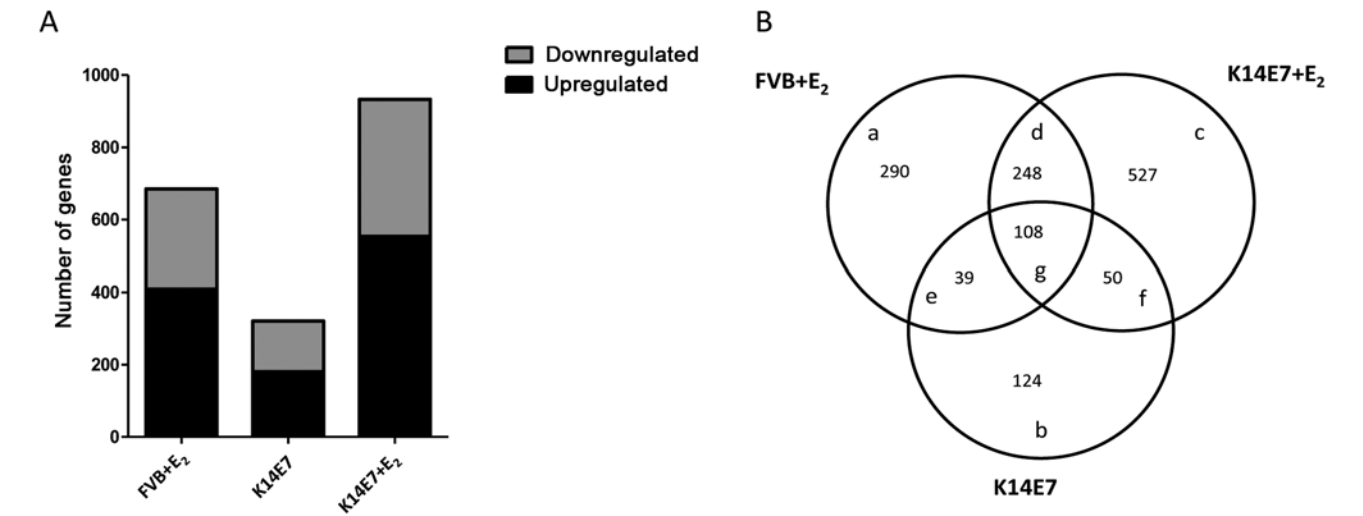 A
Downregulated
Upregulated
Number of genes
1000
800
600
400
200
0
FVB+E₂
K14E7
K14E7+E₂
B
FVB+E₂
K14E7+E₂
a
d
c
290
248
527
108
39
g
50
e
f
124
b
K14E7